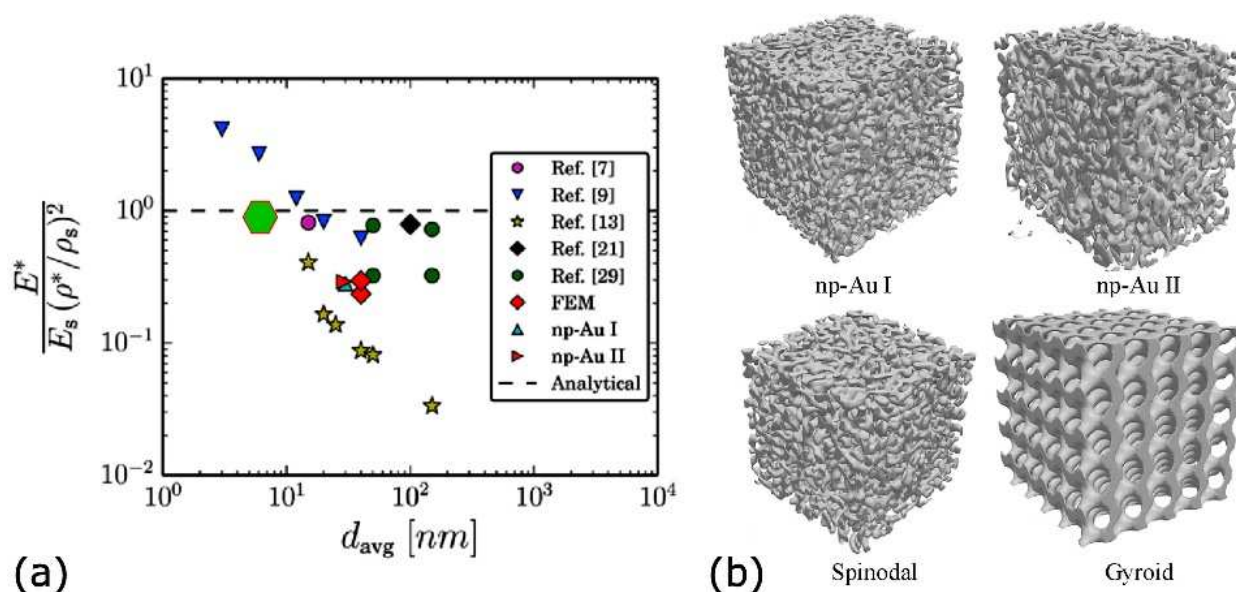 10^1
10^0
10^-1
10^-2
E*
E_s (ρ*/ρ_s)^2
Ref. [7]
Ref. [9]
Ref. [13]
Ref. [21]
Ref. [29]
FEM
np-Au I
np-Au II
Analytical
10^0 10^1 10^2 10^3 10^4
d_avg [nm]
(a)
np-Au I
np-Au II
Spinodal
Gyroid
(b)